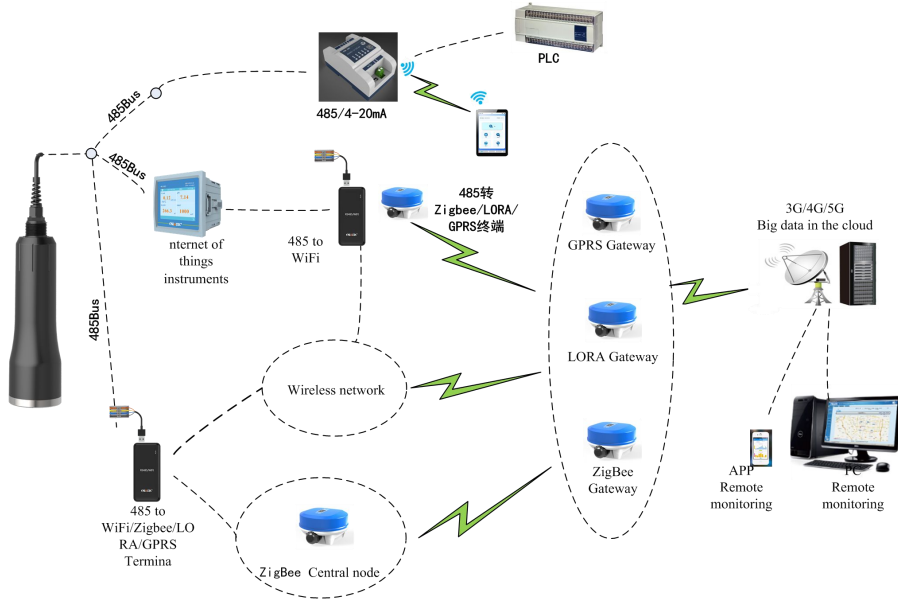 PLC
485Bus
485/4-20mA
485Bus
485转
Zigbee/LORA/
GPRS终端
3G/4G/5G
Big data in the cloud
GPRS Gateway
nternet of
things
instruments
485 to
WiFi
485Bus
LORA Gateway
Wireless network
ZigBee
Gateway
APP
Remote
monitoring
PC
Remote
monitoring
485 to
WiFi/Zigbee/LO
RA/GPRS
Termina
ZigBee Central node